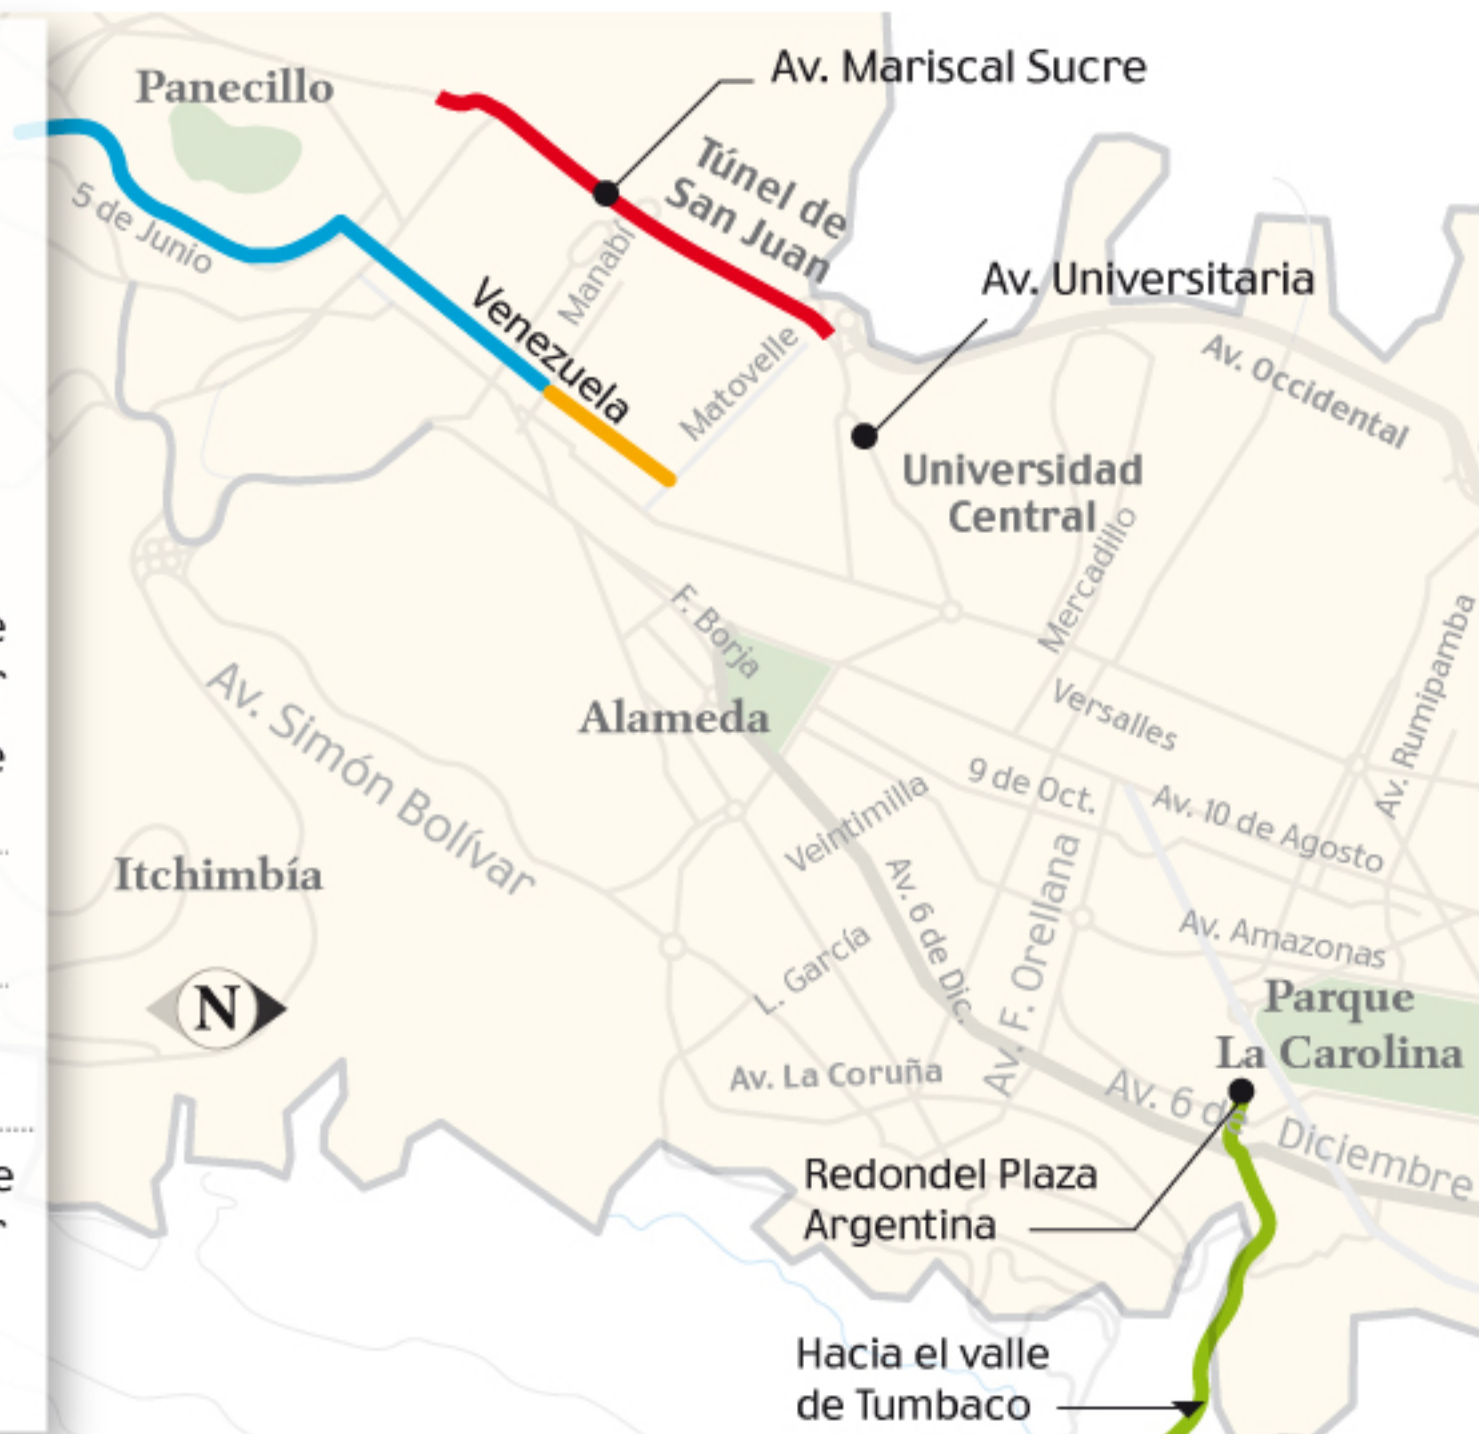 Av. Mariscal Sucre
Panecillo
Túnel de
San Juan
5 de Junio
Manabí
Venezuela
Av. Universitaria
Matovelle
Av. Occidental
Universidad
Central
Mercadillo
F. Borja
Av. Rumipamba
Av. Simón Bolívar
Alameda
Versalles
9 de Oct.
Av. 10 de Agosto
Veintimilla
Itchimbía
Av. 6 de Dic.
Av. F. Orellana
Av. Amazonas
L. García
N
Parque
La Carolina
Av. La Coruña
Av. 6 de Diciembre
Redondel Plaza
Argentina
Hacia el valle
de Tumbaco